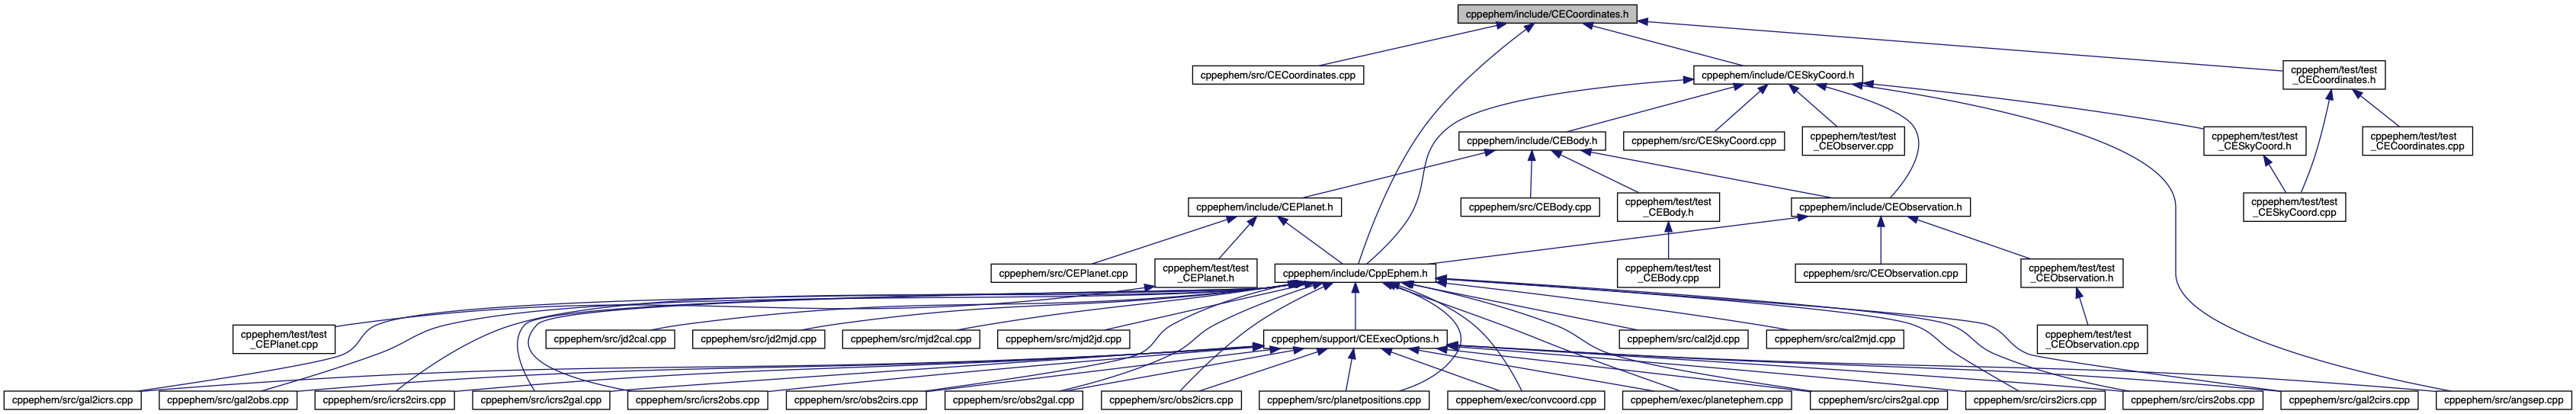 cppephem/include/CECoordinates.h
cppephem/src/CECoordinates.cpp
cppephem/include/CESkyCoord.h
cppephem/test/test
_CECoordinates.h
cppephem/include/CEBody.h
cppephem/src/CESkyCoord.cpp
cppephem/test/test
_CEObserver.cpp
cppephem/test/test
_CESkyCoord.h
cppephem/test/test
_CECoordinates.cpp
cppephem/include/CEPlanet.h
cppephem/src/CEBody.cpp
cppephem/test/test
_CEBody.h
cppephem/include/CEObservation.h
cppephem/test/test
_CESkyCoord.cpp
cppephem/src/CEPlanet.cpp
cppephem/test/test
_CEPlanet.h
cppephem/include/CppEphem.h
cppephem/test/test
_CEBody.cpp
cppephem/src/CEObservation.cpp
cppephem/test/test
_CEObservation.h
cppephem/test/test
_CEPlanet.cpp
cppephem/src/jd2cal.cpp
cppephem/src/jd2mjd.cpp
cppephem/src/mjd2cal.cpp
cppephem/src/mjd2jd.cpp
cppephem/support/CEExecOptions.h
cppephem/src/cal2jd.cpp
cppephem/src/cal2mjd.cpp
cppephem/test/test
_CEObservation.cpp
cppephem/src/gal2icrs.cpp
cppephem/src/gal2obs.cpp
cppephem/src/icrs2cirs.cpp
cppephem/src/icrs2gal.cpp
cppephem/src/icrs2obs.cpp
cppephem/src/obs2cirs.cpp
cppephem/src/obs2gal.cpp
cppephem/src/obs2icrs.cpp
cppephem/src/planetpositions.cpp
cppephem/exec/convcoord.cpp
cppephem/exec/planetephem.cpp
cppephem/src/cirs2gal.cpp
cppephem/src/cirs2icrs.cpp
cppephem/src/cirs2obs.cpp
cppephem/src/gal2cirs.cpp
cppephem/src/angsep.cpp